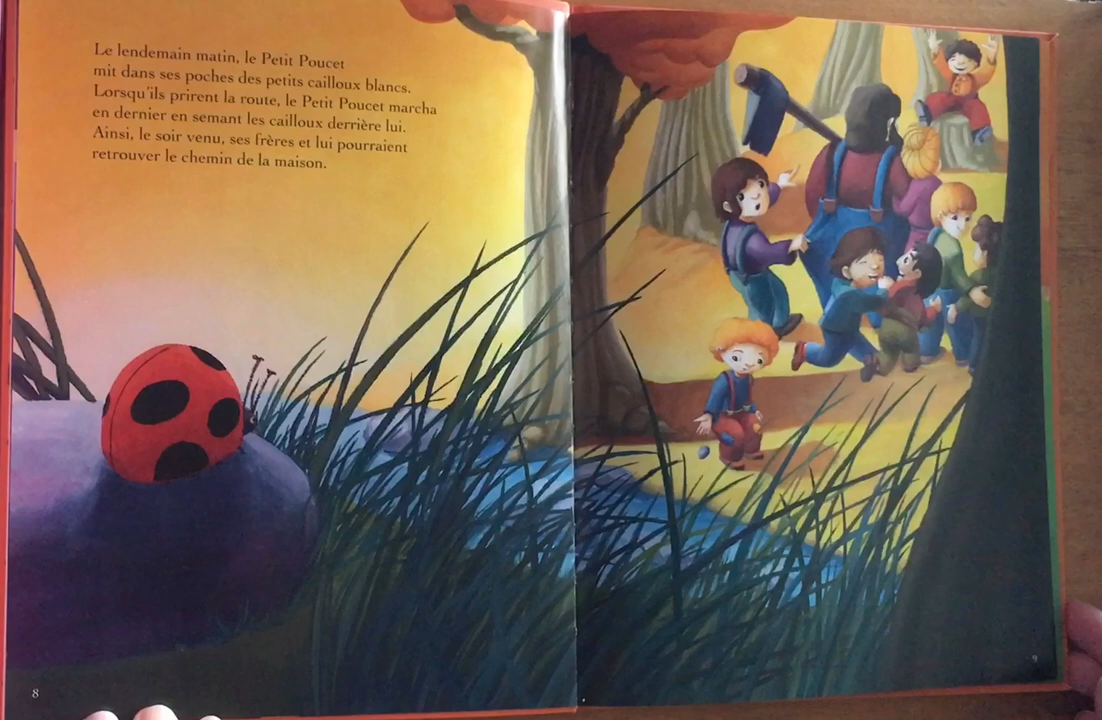 Le lendemain matin, le Petit Poucet
mit dans ses poches des petits cailloux blancs.
Lorsqu'ils prirent la route, le Petit Poucet marcha
en dernier en semant les cailloux derrière lui.
Ainsi, le soir venu, ses frères et lui pourraient
retrouver le chemin de la maison.
8
9